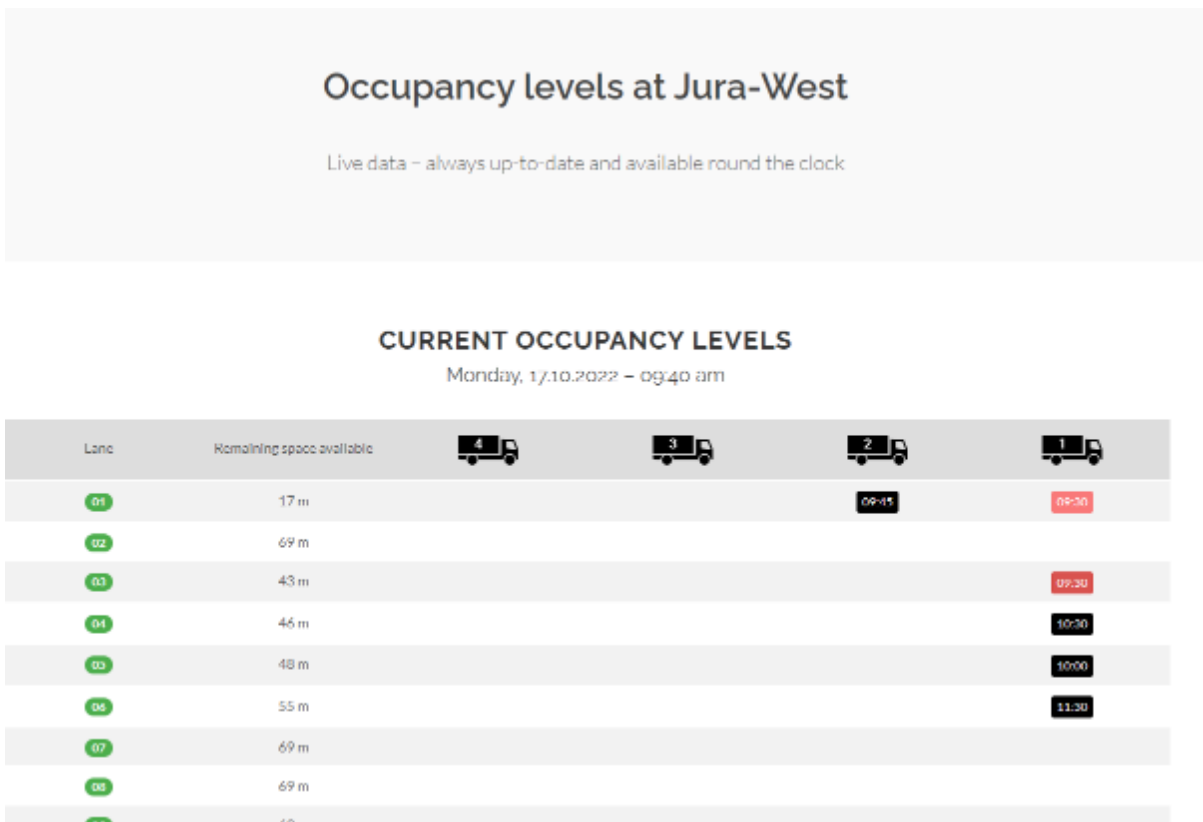 Occupancy levels at Jura-West
Live data – always up-to-date and available round the clock
CURRENT OCCUPANCY LEVELS
Monday, 17.10.2022 – 09:40 am
Lane Remaining space available 4 3 2 1
01 17 m 09:45 09:30
02 69 m
03 43 m 09:30
04 46 m 10:30
05 48 m 10:00
06 55 m 11:30
07 69 m
08 69 m